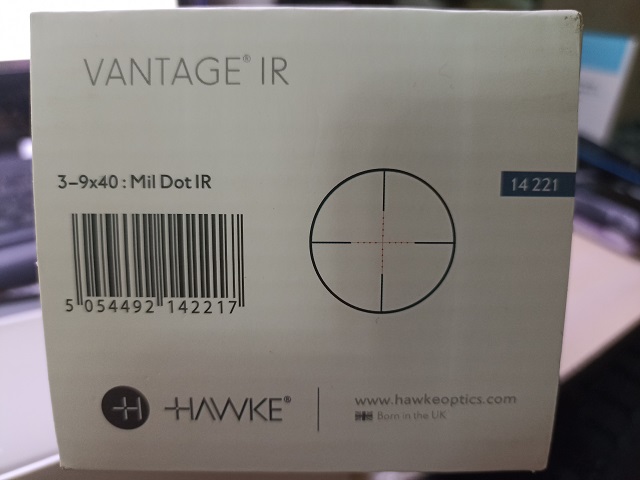 VANTAGE® IR
3-9x40 : Mil Dot IR
14 221
5 054492 142217
H HAWKE®
www.hawkeoptics.com
Born in the UK